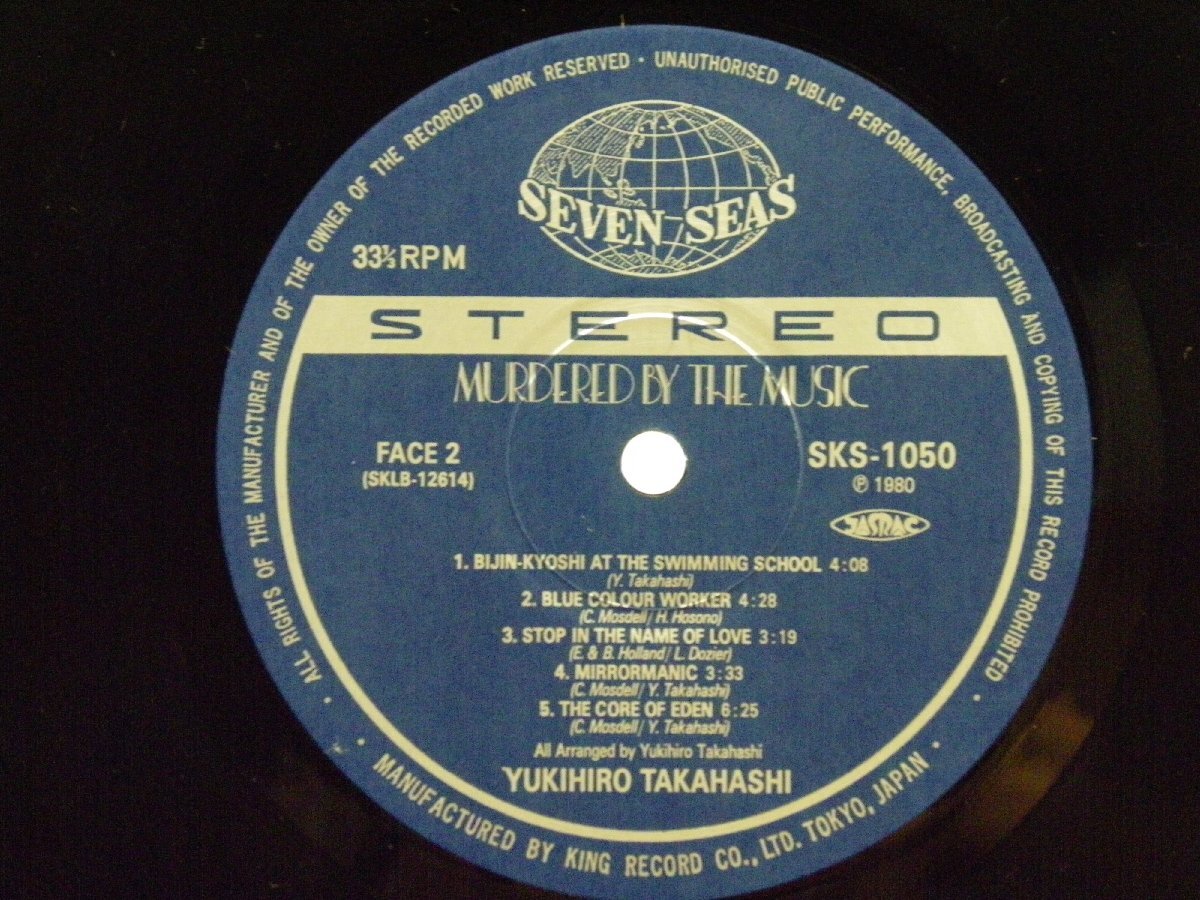 ALL RIGHTS OF THE MANUFACTURER AND OF THE OWNER OF THE RECORDED WORK RESERVED · UNAUTHORISED PUBLIC PERFORMANCE, BROADCASTING AND COPYING OF THIS RECORD PROHIBITED ·
SEVEN SEAS
33⅓RPM
STEREO
MURDERED BY THE MUSIC
FACE 2
(SKLB-12614)
SKS-1050
℗ 1980
JASRAC
1. BIJIN-KYOSHI AT THE SWIMMING SCHOOL 4:08
(Y. Takahashi)
2. BLUE COLOUR WORKER 4:28
(C. Mosdell/H. Hosono)
3. STOP IN THE NAME OF LOVE 3:19
(E. & B. Holland/L. Dozier)
4. MIRRORMANIC 3:33
(C. Mosdell/Y. Takahashi)
5. THE CORE OF EDEN 6:25
(C. Mosdell/Y. Takahashi)
All Arranged by Yukihiro Takahashi
YUKIHIRO TAKAHASHI
· MANUFACTURED BY KING RECORD CO., LTD. TOKYO, JAPAN ·